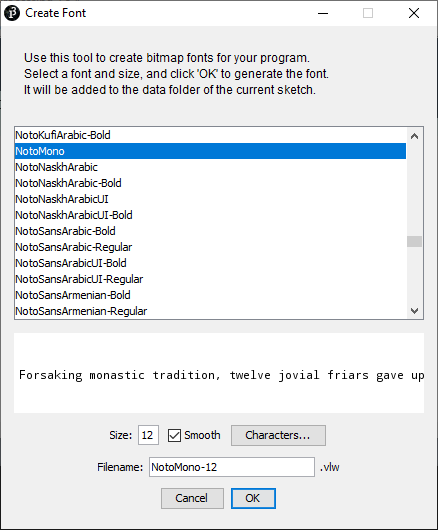 Create Font
Use this tool to create bitmap fonts for your program.
Select a font and size, and click 'OK' to generate the font.
It will be added to the data folder of the current sketch.
NotoKufiArabic-Bold
NotoMono
NotoNaskhArabic
NotoNaskhArabic-Bold
NotoNaskhArabicUI
NotoNaskhArabicUI-Bold
NotoSansArabic-Bold
NotoSansArabic-Regular
NotoSansArabicUI-Bold
NotoSansArabicUI-Regular
NotoSansArmenian-Bold
NotoSansArmenian-Regular
Forsaking monastic tradition, twelve jovial friars gave up
Size: 12 Smooth Characters...
Filename: NotoMono-12 .vlw
Cancel OK